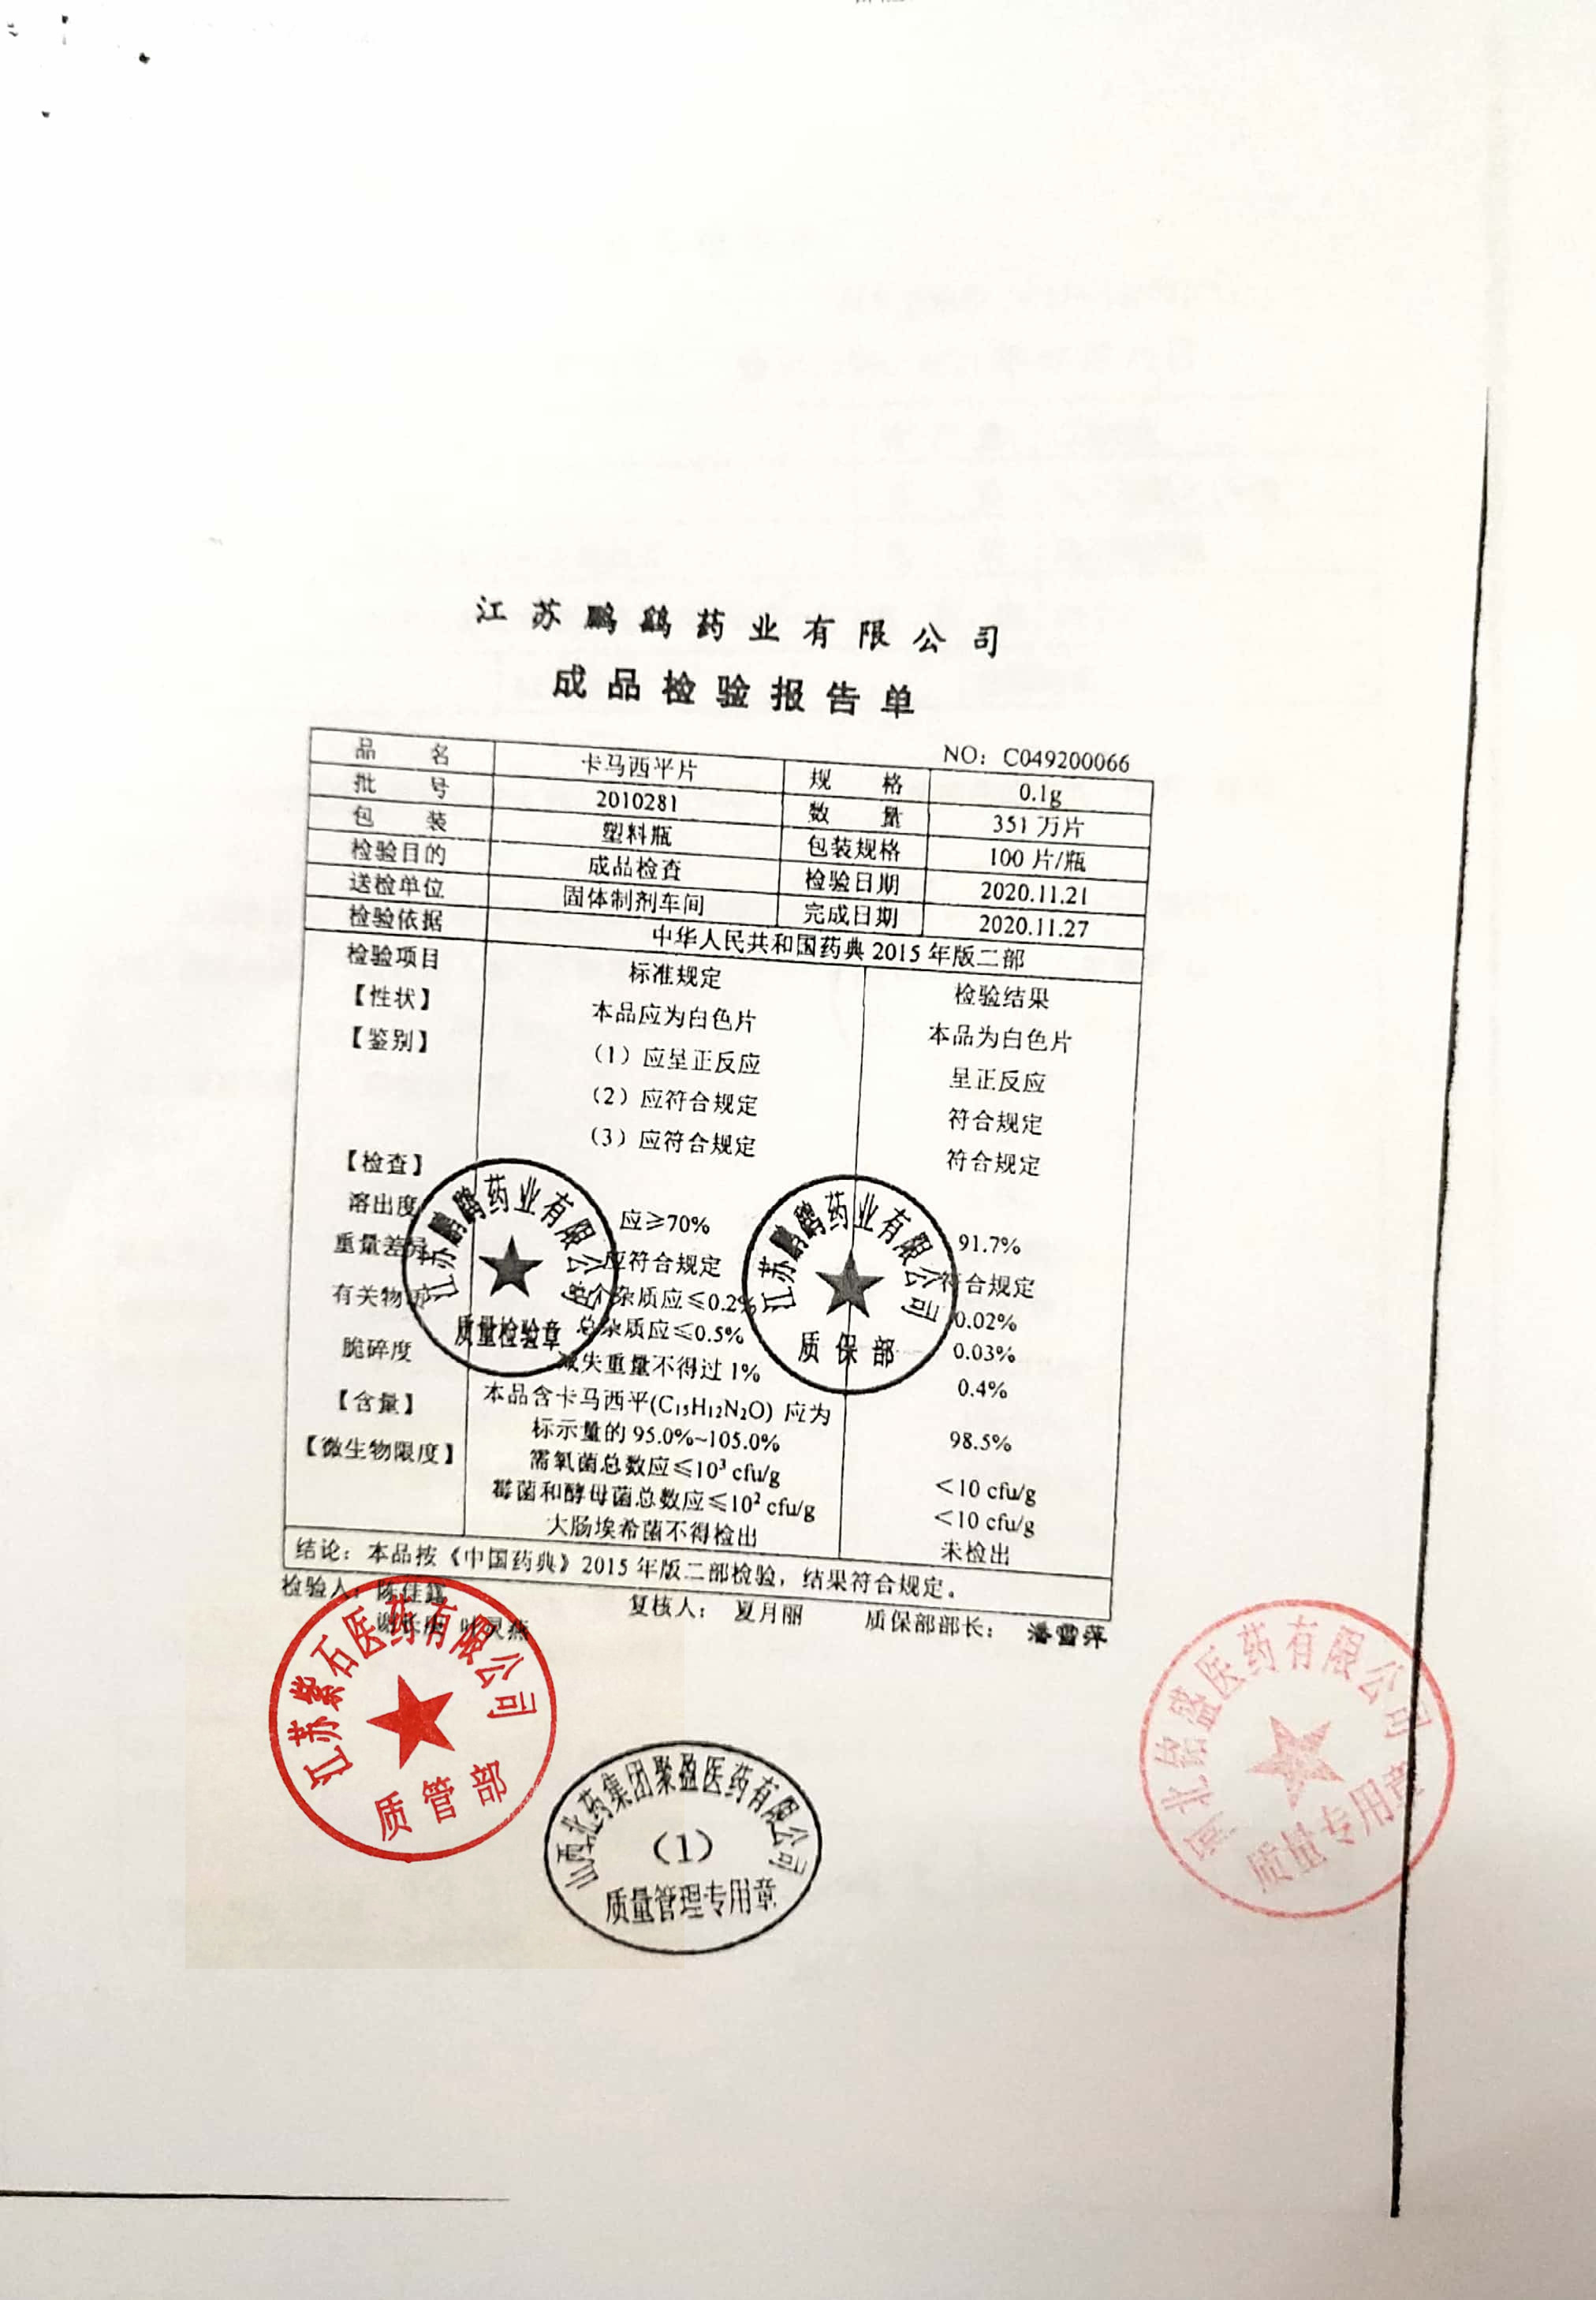 江苏鹏鹞药业有限公司
成品检验报告单
NO：C049200066
品 名 卡马西平片 规 格 0.1g
批 号 2010281 数 量 351 万片
包 装 塑料瓶 包装规格 100 片/瓶
检验目的 成品检查 检验日期 2020.11.21
送检单位 固体制剂车间 完成日期 2020.11.27
检验依据 中华人民共和国药典 2015 年版二部
检验项目 标准规定 检验结果
【性状】 本品应为白色片 本品为白色片
【鉴别】 （1）应呈正反应 呈正反应
（2）应符合规定 符合规定
（3）应符合规定 符合规定
【检查】
溶出度 应≥70% 91.7%
重量差异 应符合规定 符合规定
有关物质 杂质应≤0.2% 0.02%
总杂质应≤0.5% 0.03%
脆碎度 减失重量不得过 1% 0.4%
【含量】 本品含卡马西平(C₁₅H₁₂N₂O) 应为
标示量的 95.0%~105.0% 98.5%
【微生物限度】 需氧菌总数应≤10³ cfu/g ＜10 cfu/g
霉菌和酵母菌总数应≤10² cfu/g ＜10 cfu/g
大肠埃希菌不得检出 未检出
结论：本品按《中国药典》2015 年版二部检验，结果符合规定。
检验人：陈佳 复核人：夏月丽 质保部部长：潘雪萍
叶灵燕
江苏鹏鹞药业有限公司
质量检验章
江苏鹏鹞药业有限公司
质保部
江苏紫石医药有限公司
质管部
山西北药集团聚盈医药有限公司
（1）
质量管理专用章
河北铭盛医药有限公司
质量专用章